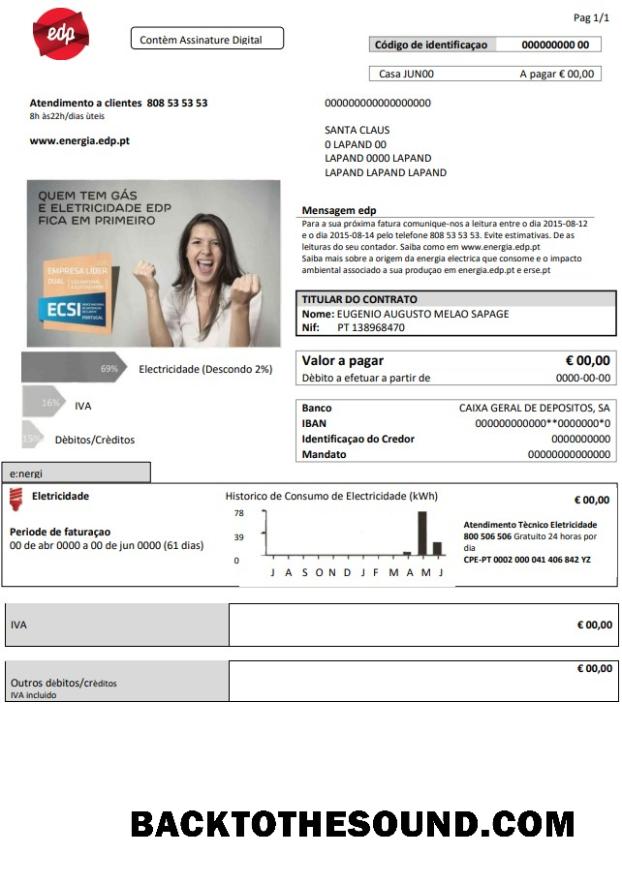 Pag 1/1
edp
Contèm Assinature Digital
Código de identificaçao 000000000 00
Casa JUN00 A pagar € 00,00
Atendimento a clientes 808 53 53 53
8h às22h/dias ùteis
www.energia.edp.pt
000000000000000000
SANTA CLAUS
0 LAPAND 00
LAPAND 0000 LAPAND
LAPAND LAPAND LAPAND
QUEM TEM GÁS
E ELETRICIDADE EDP
FICA EM PRIMEIRO
EMPRESA LÍDER
DUAL
ECSI
PORTUGAL
Mensagem edp
Para a sua próxima fatura comunique-nos a leitura entre o dia 2015-08-12
e o dia 2015-08-14 pelo telefone 808 53 53 53. Evite estimativas. De as
leituras do seu contador. Saiba como em www.energia.edp.pt
Saiba mais sobre a origem da energia electrica que consome e o impacto
ambiental associado a sua produçao em energia.edp.pt e erse.pt
TITULAR DO CONTRATO
Nome: EUGENIO AUGUSTO MELAO SAPAGE
Nif: PT 138968470
69% Electricidade (Descondo 2%)
16% IVA
15% Dèbitos/Crèditos
Valor a pagar € 00,00
Dèbito a efetuar a partir de 0000-00-00
Banco CAIXA GERAL DE DEPOSITOS, SA
IBAN 000000000000**0000000*0
Identificaçao do Credor 0000000000
Mandato 00000000000000
e:nergi
Eletricidade
Periode de faturaçao
00 de abr 0000 a 00 de jun 0000 (61 dias)
Historico de Consumo de Electricidade (kWh)
78
39
0
J A S O N D J F M A M J
€ 00,00
Atendimento Tècnico Eletricidade
800 506 506 Gratuito 24 horas por
dia
CPE-PT 0002 000 041 406 842 YZ
IVA € 00,00
Outros dèbitos/crèditos € 00,00
IVA incluido
BACKTOTHESOUND.COM